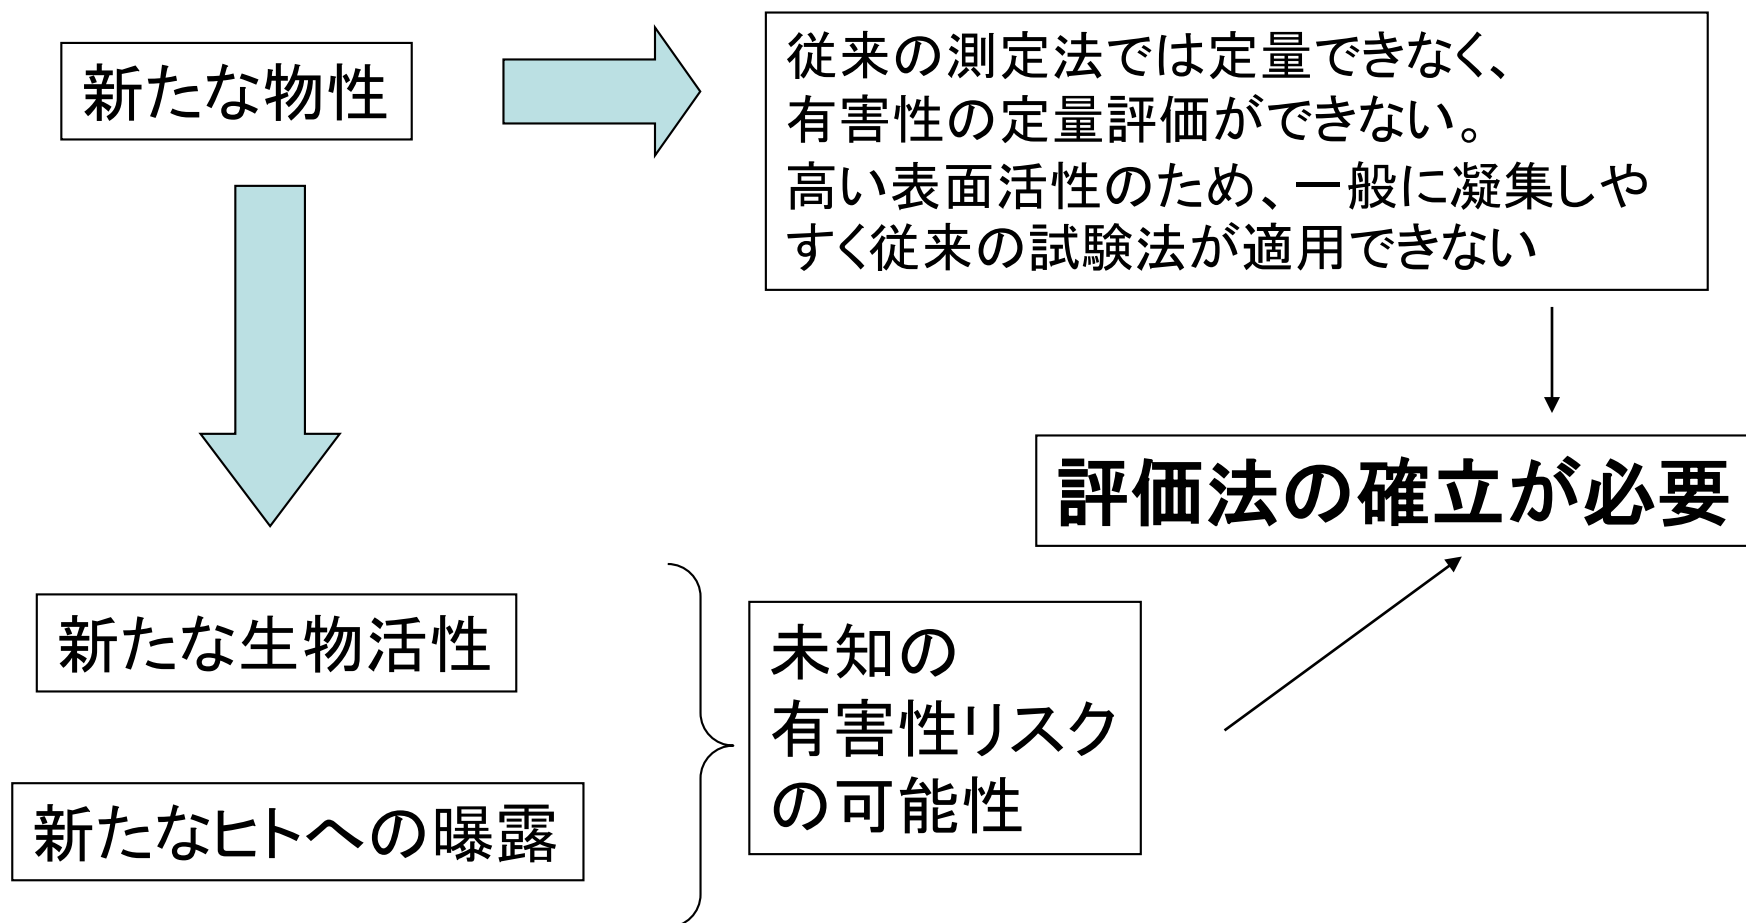 新たな物性
従来の測定法では定量できなく、
有害性の定量評価ができない。
高い表面活性のため、一般に凝集しや
すく従来の試験法が適用できない
評価法の確立が必要
新たな生物活性
未知の
有害性リスク
の可能性
新たなヒトへの曝露